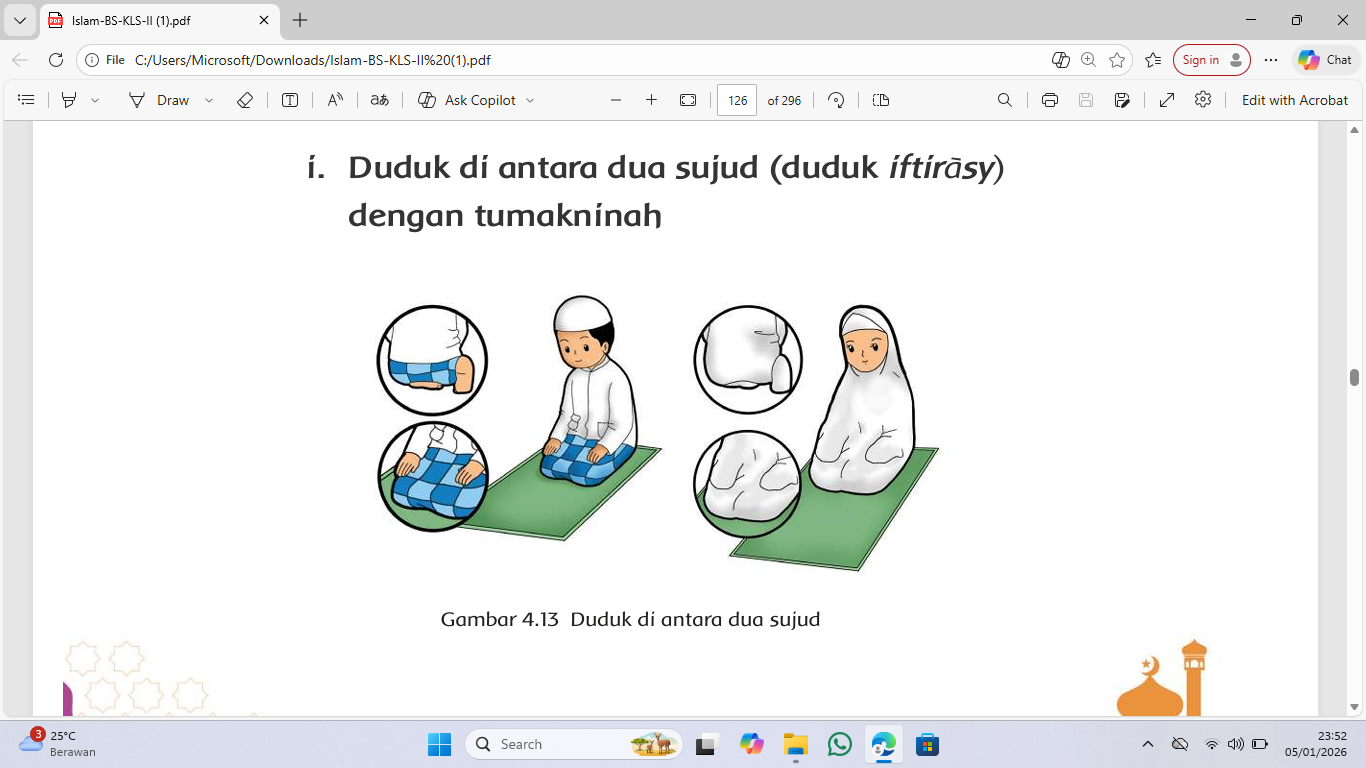 Islam-BS-KLS-II (1).pdf
File C:/Users/Microsoft/Downloads/Islam-BS-KLS-II%20(1).pdf
Sign in
Chat
Draw
Ask Copilot
126 of 296
Edit with Acrobat
i. Duduk di antara dua sujud (duduk iftirāsy)
dengan tumakninah
Gambar 4.13 Duduk di antara dua sujud
3
25°C
Berawan
Search
23:52
05/01/2026